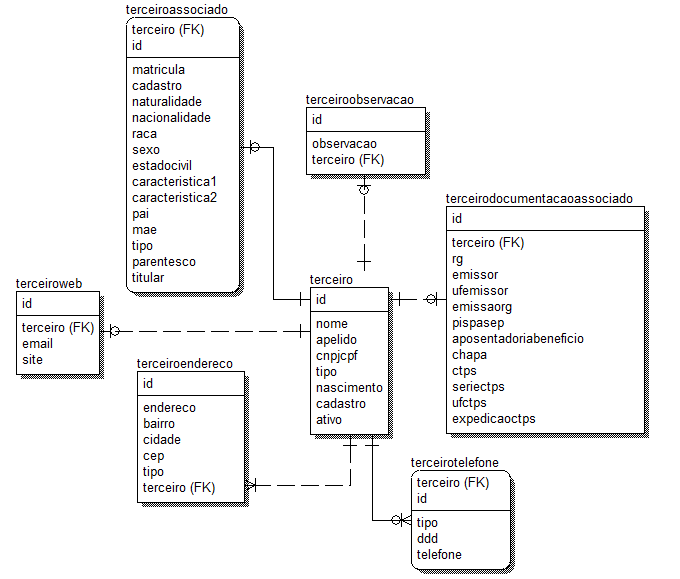 terceiroassociado
terceiro (FK)
id
matricula
cadastro
naturalidade
nacionalidade
raca
sexo
estadocivil
caracteristica1
caracteristica2
pai
mae
tipo
parentesco
titular
terceiroobservacao
id
observacao
terceiro (FK)
terceirodocumentacaoassociado
id
terceiro (FK)
rg
emissor
ufemissor
emissaorg
pispasep
aposentadoriabeneficio
chapa
ctps
seriectps
ufctps
expedicaoctps
terceiroweb
id
terceiro (FK)
email
site
terceiro
id
nome
apelido
cnpjcpf
tipo
nascimento
cadastro
ativo
terceiroendereco
id
endereco
bairro
cidade
cep
tipo
terceiro (FK)
terceirotelefone
terceiro (FK)
id
tipo
ddd
telefone